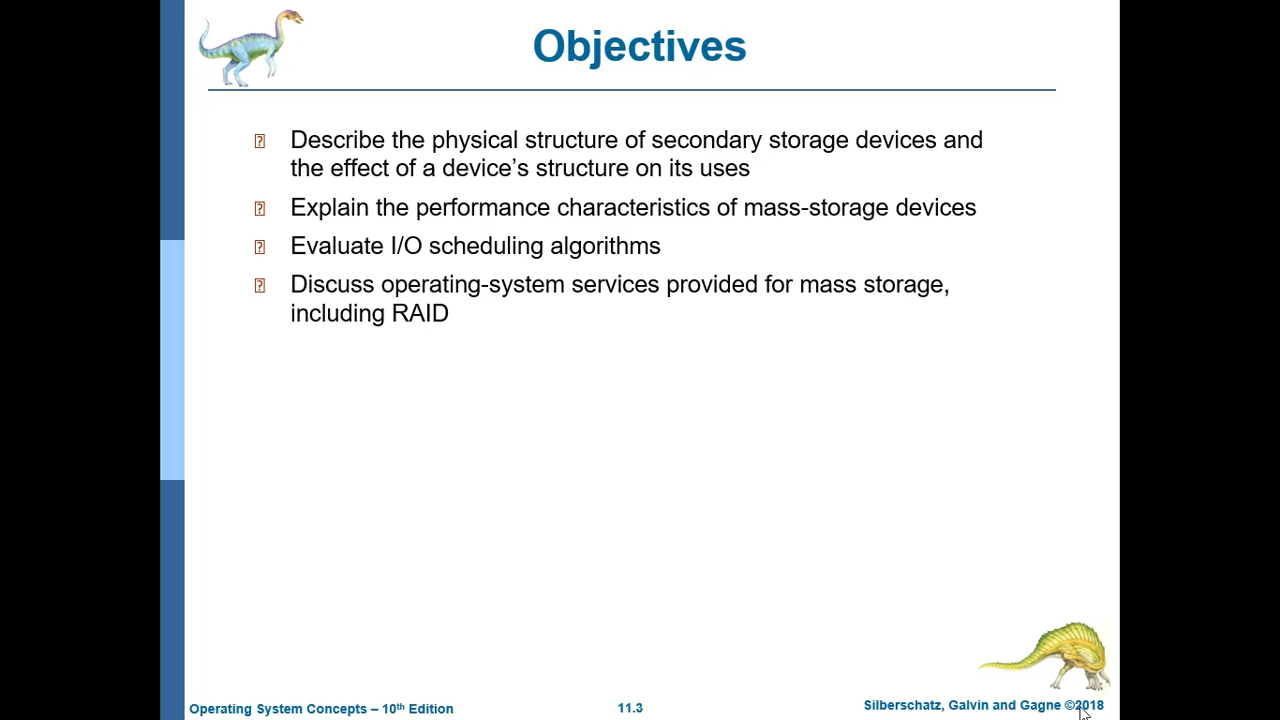 Objectives
Describe the physical structure of secondary storage devices and
the effect of a device’s structure on its uses
Explain the performance characteristics of mass-storage devices
Evaluate I/O scheduling algorithms
Discuss operating-system services provided for mass storage,
including RAID
Operating System Concepts – 10th Edition
11.3
Silberschatz, Galvin and Gagne ©2018